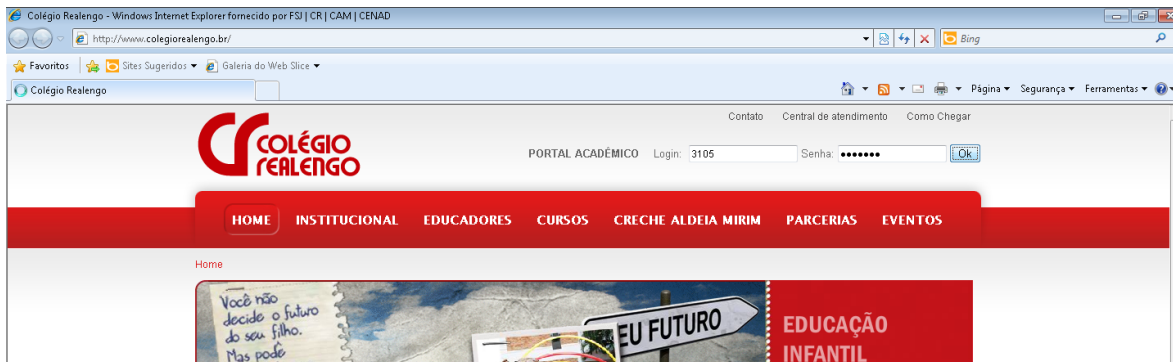 Colégio Realengo - Windows Internet Explorer fornecido por FSJ | CR | CAM | CENAD
http://www.colegiorealengo.br/
Bing
Favoritos Sites Sugeridos Galeria do Web Slice
Colégio Realengo
Página Segurança Ferramentas
Contato Central de atendimento Como Chegar
cr COLÉGIO
REALENGO
PORTAL ACADÊMICO Login: 3105 Senha: ••••••• Ok
HOME INSTITUCIONAL EDUCADORES CURSOS CRECHE ALDEIA MIRIM PARCERIAS EVENTOS
Home
Você não
decide o futuro
do seu filho.
Mas pode
EU FUTURO
EDUCAÇÃO
INFANTIL